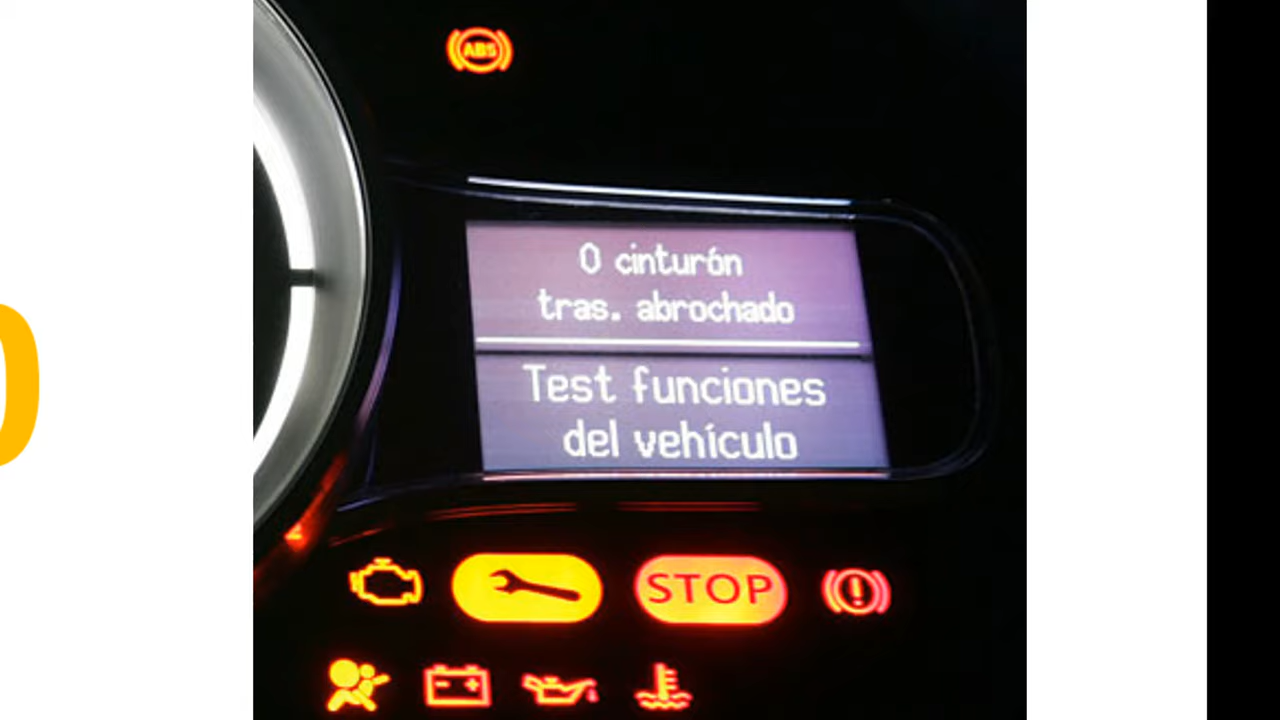 ABS
0 cinturón
tras. abrochado
Test funciones
del vehículo
STOP